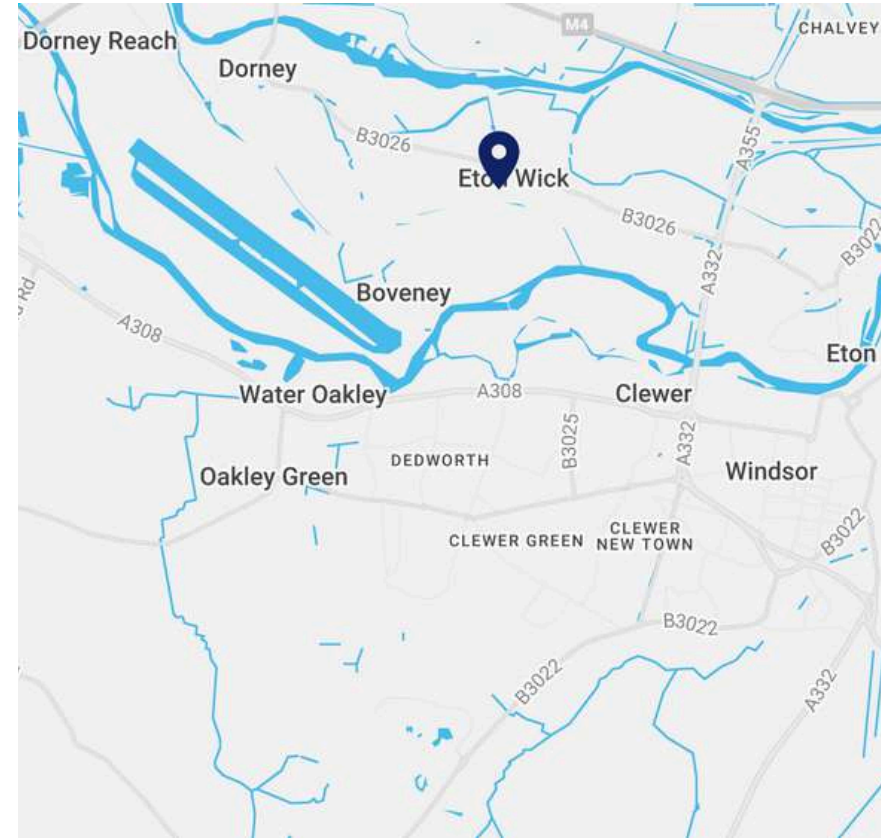 M4
CHALVEY
Dorney Reach
Dorney
B3026
A355
Eton Wick
B3026
B3022
A332
Boveney
A308
Eton
Water Oakley
A308
Clewer
B3025
A332
DEDWORTH
Oakley Green
Windsor
CLEWER GREEN
CLEWER
NEW TOWN
B3022
B3022
B3022
A332